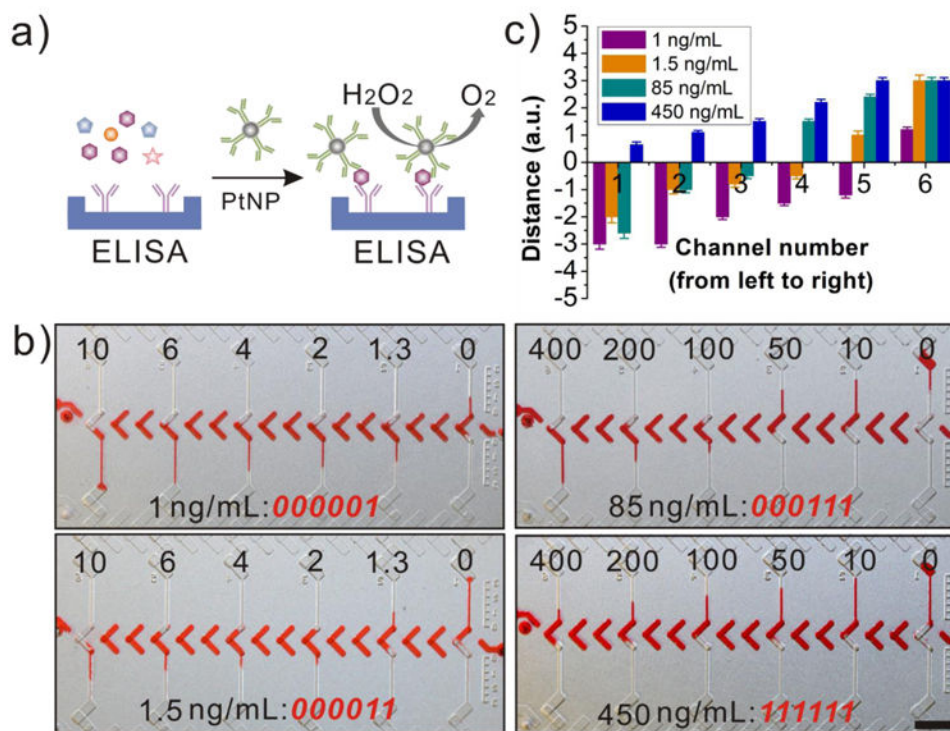 a)
H2O2
O2
PtNP
ELISA
ELISA
c)
5
4
3
2
1
0
-1
-2
-3
-4
-5
Distance (a.u.)
1 ng/mL
1.5 ng/mL
85 ng/mL
450 ng/mL
1 2 3 4 5 6
Channel number
(from left to right)
b)
10 6 4 2 1.3 0
1 ng/mL:000001
400 200 100 50 10 0
85 ng/mL:000111
10 8 4 2 1.3 0
1.5 ng/mL:000011
400 200 100 50 10 0
450 ng/mL:111111